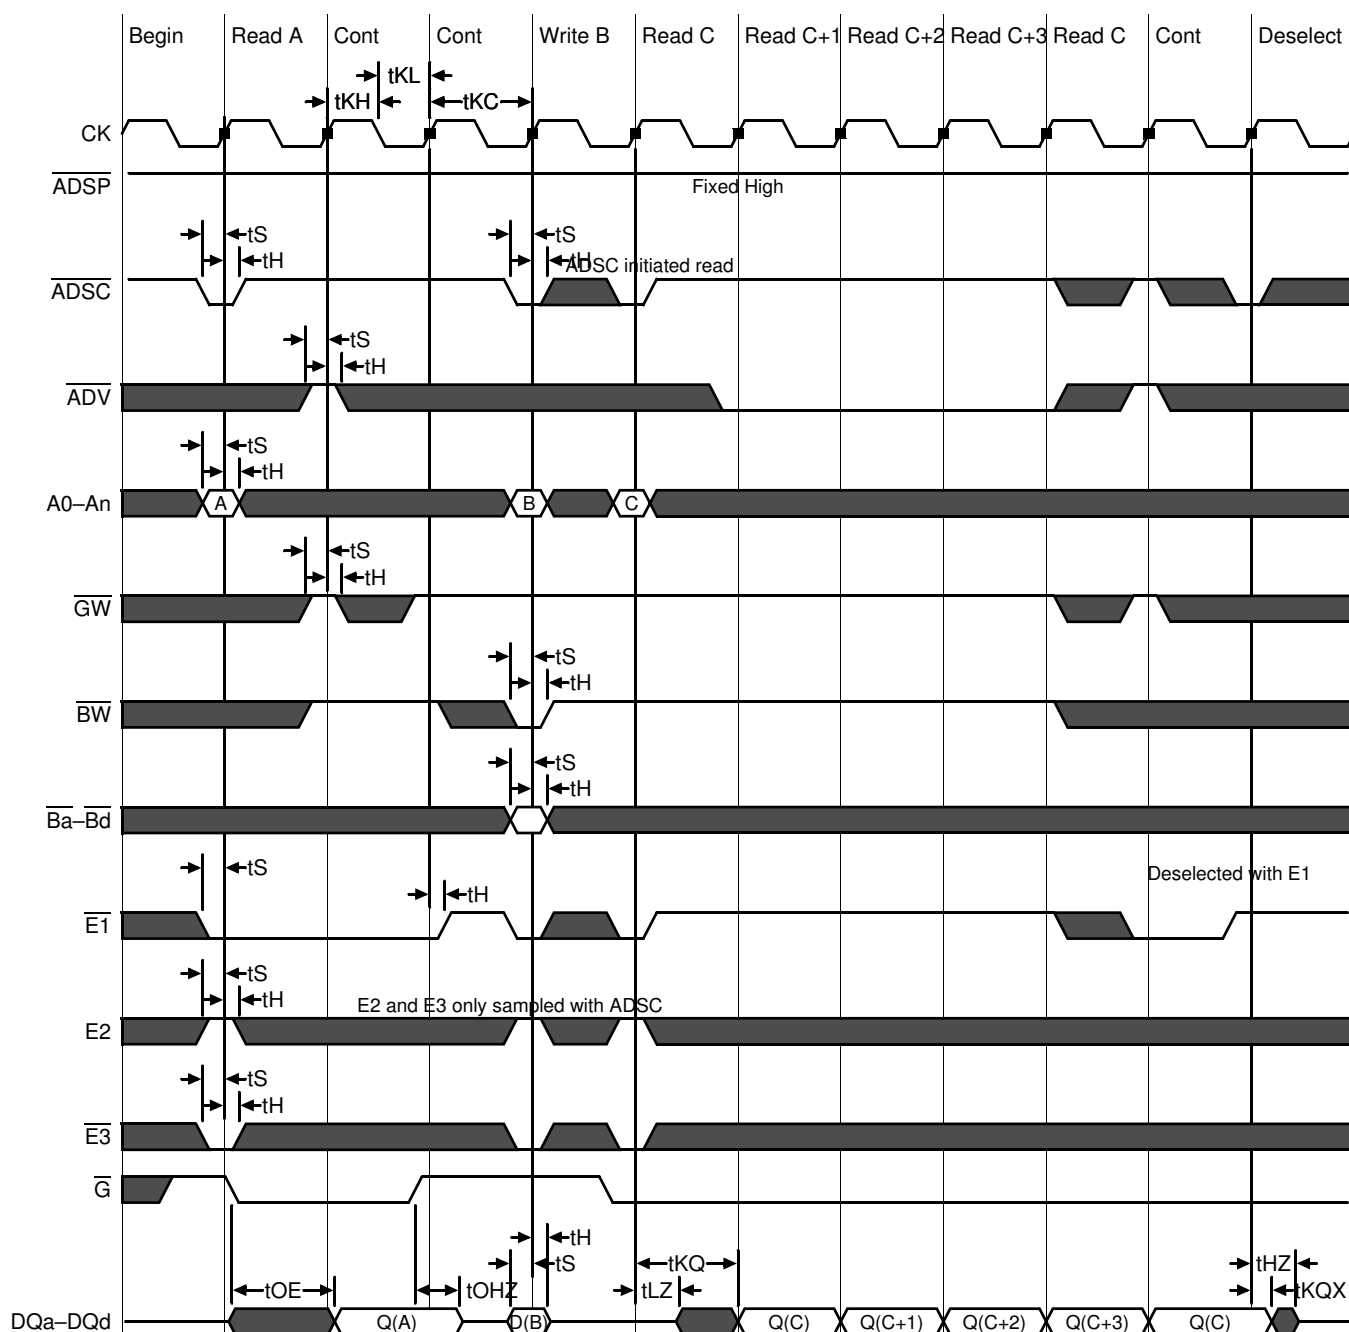 Begin Read A Cont Cont Write B Read C Read C+1 Read C+2 Read C+3 Read C Cont Deselect
tKL
tKH tKC
CK
ADSP Fixed High
tS tS
tH tH
ADSC initiated read
ADSC
tS
tH
ADV
tS
tH
A0–An A B C
tS
tH
GW
tS
tH
BW
tS
tH
Ba–Bd
tS Deselected with E1
tH
E1
tS
tH E2 and E3 only sampled with ADSC
E2
tS
tH
E3
G
tH
tS tKQ tHZ
tOE tOHZ tLZ tKQX
DQa–DQd Q(A) D(B) Q(C) Q(C+1) Q(C+2) Q(C+3) Q(C)